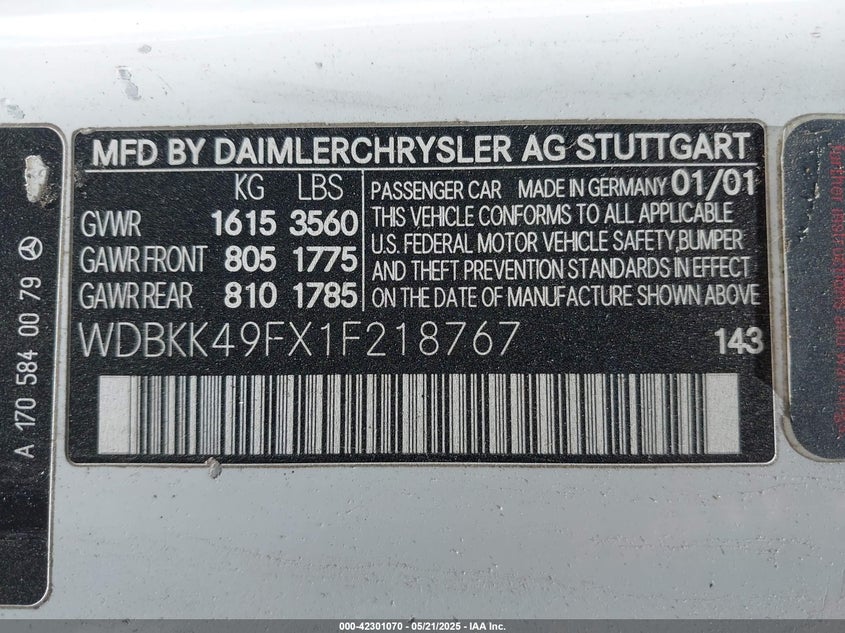 MFD BY DAIMLERCHRYSLER AG STUTTGART
KG LBS
GVWR 1615 3560
GAWR FRONT 805 1775
GAWR REAR 810 1785
PASSENGER CAR MADE IN GERMANY 01/01
THIS VEHICLE CONFORMS TO ALL APPLICABLE
U.S. FEDERAL MOTOR VEHICLE SAFETY, BUMPER
AND THEFT PREVENTION STANDARDS IN EFFECT
ON THE DATE OF MANUFACTURE SHOWN ABOVE
WDBKK49FX1F218767 143
A 170 584 00 79
000-42301070 - 05/21/2025 - IAA Inc.